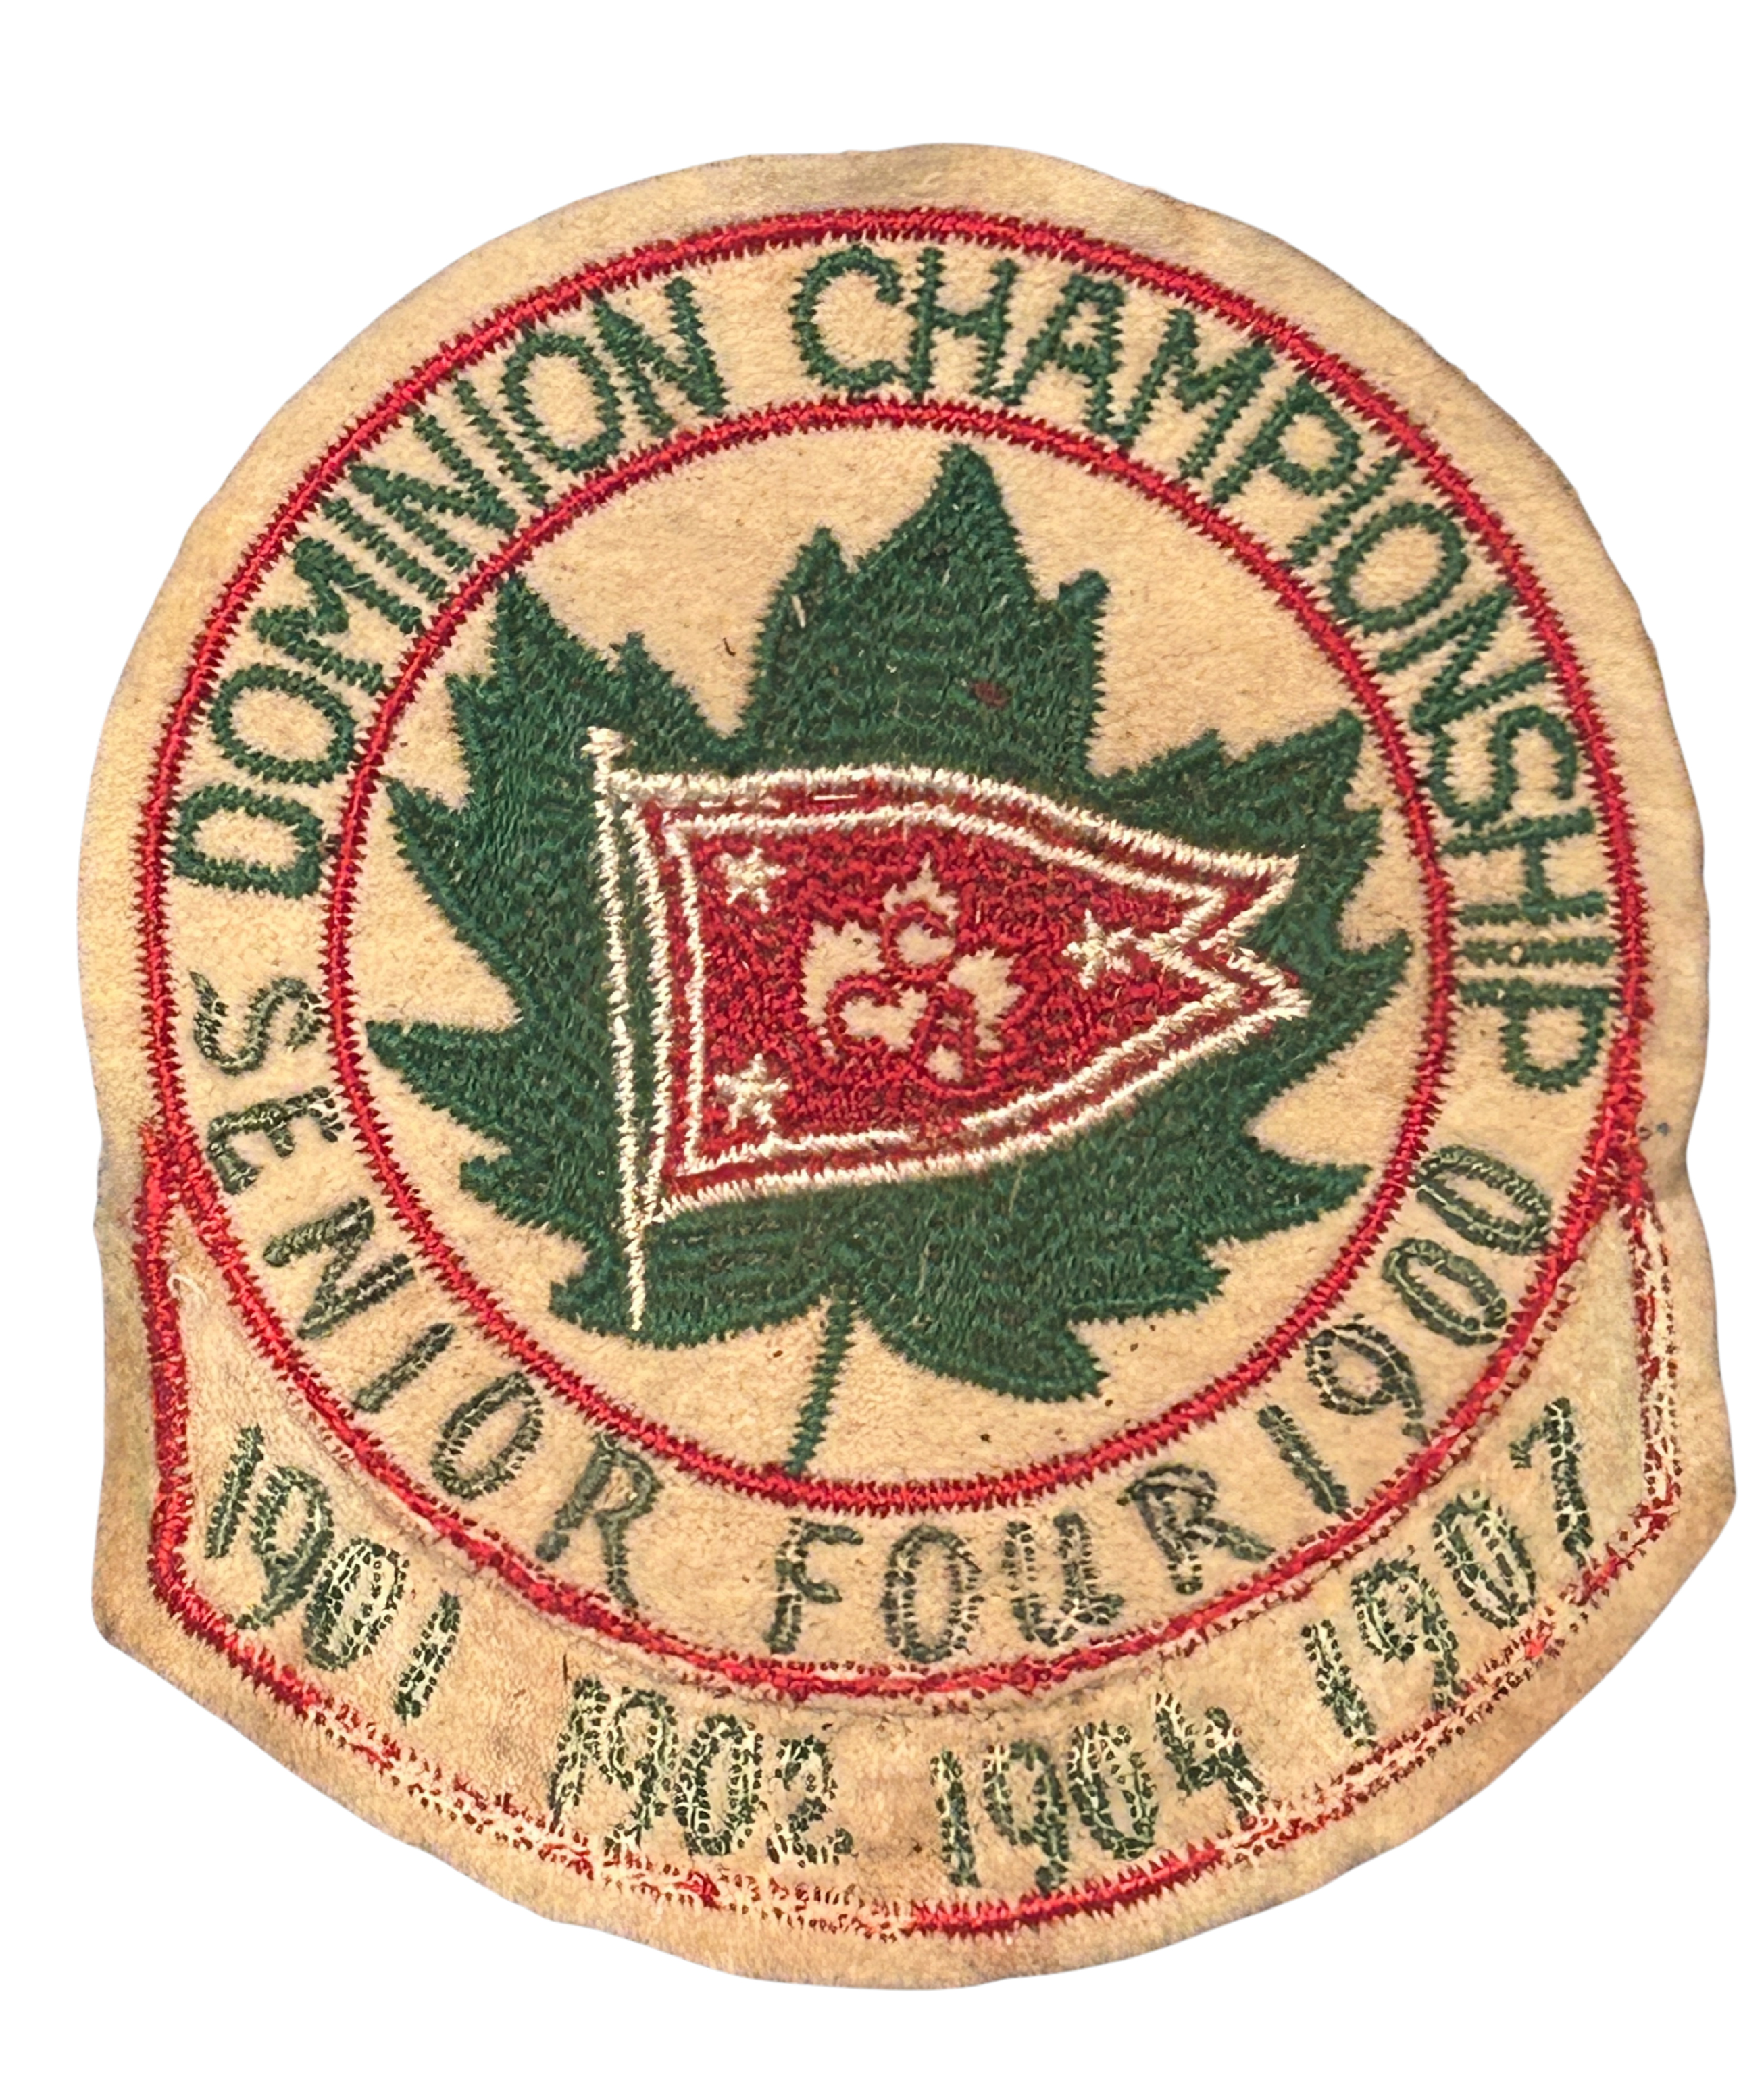 DOMINION CHAMPIONSHIP
SENIOR FOUR 1900
1901 1902 1904 1907